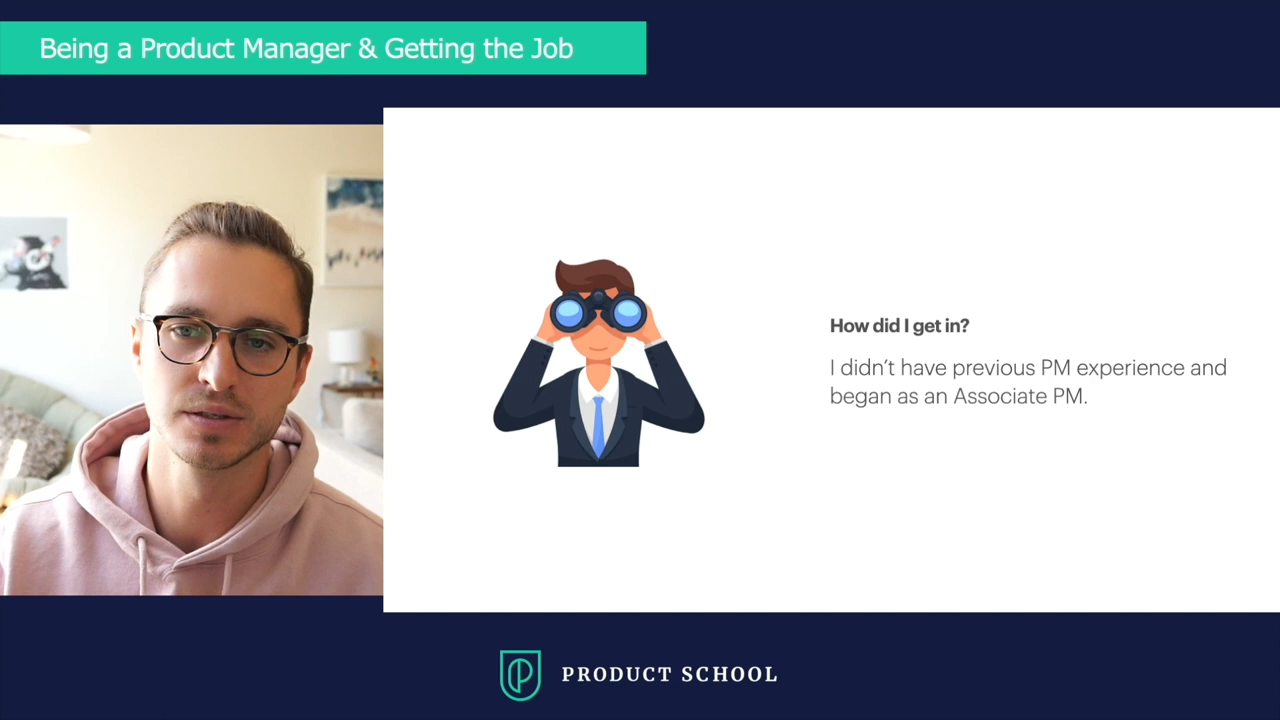 Being a Product Manager & Getting the Job
How did I get in?
I didn’t have previous PM experience and
began as an Associate PM.
PRODUCT SCHOOL